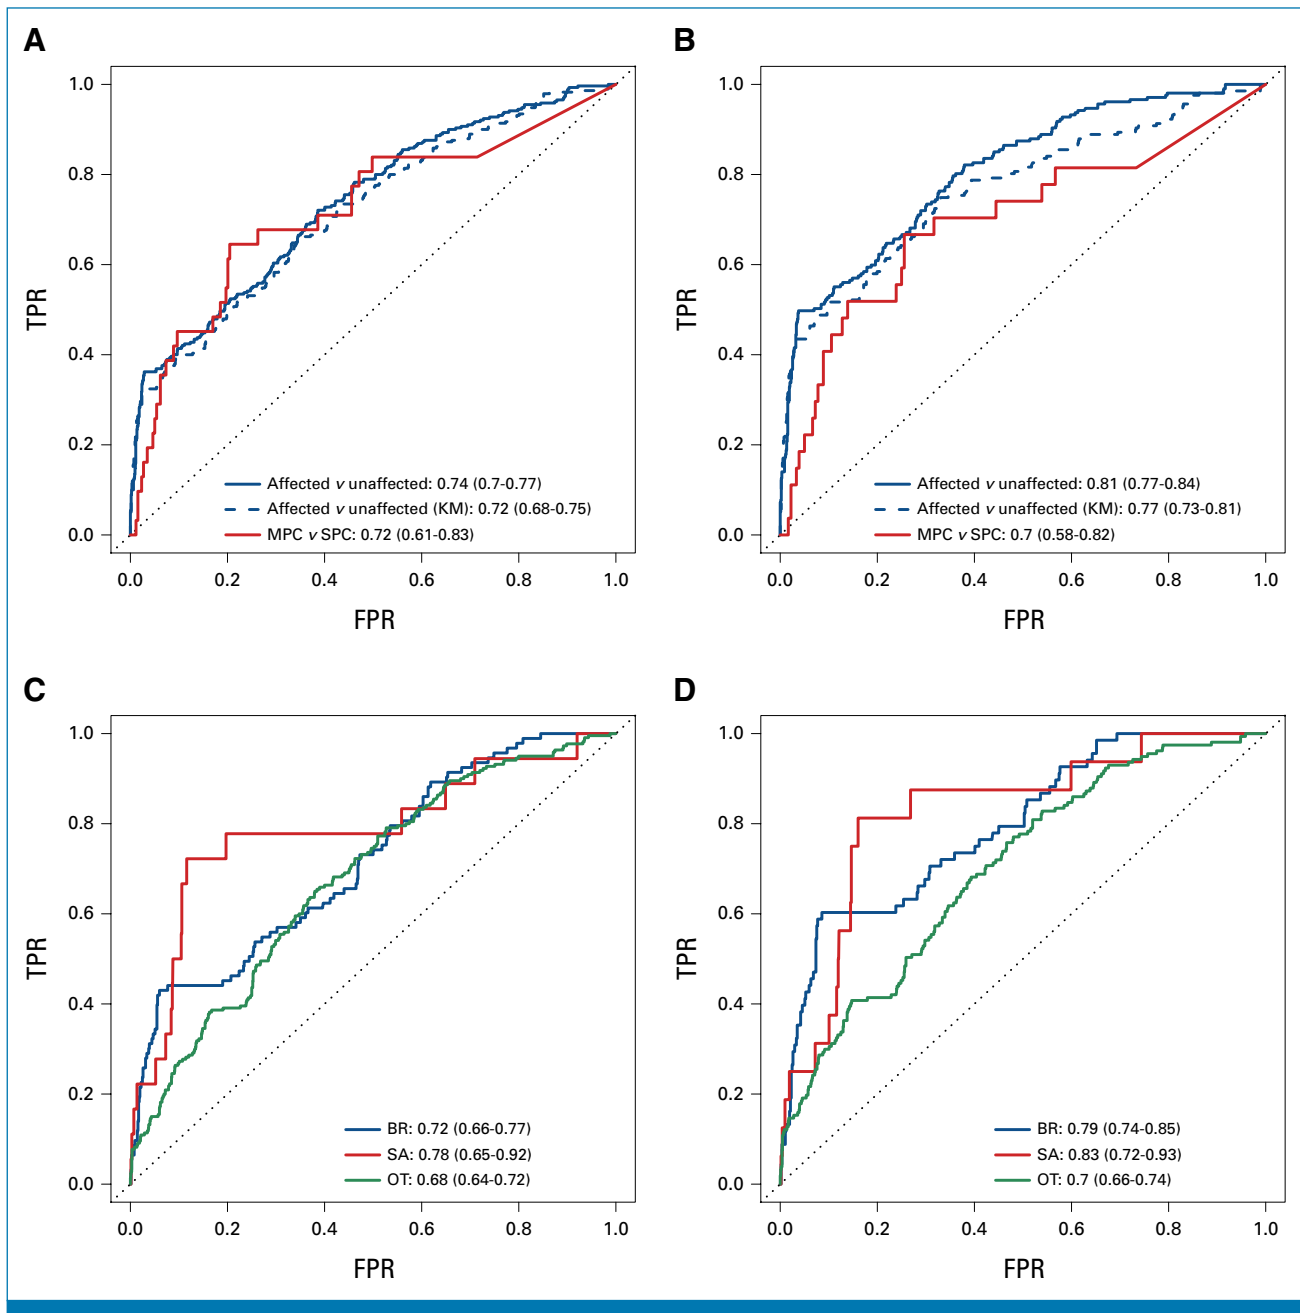 A
1.0
0.8
0.6
0.4
0.2
0.0
TPR
Affected v unaffected: 0.74 (0.7-0.77)
Affected v unaffected (KM): 0.72 (0.68-0.75)
MPC v SPC: 0.72 (0.61-0.83)
0.0 0.2 0.4 0.6 0.8 1.0
FPR
B
1.0
0.8
0.6
0.4
0.2
0.0
TPR
Affected v unaffected: 0.81 (0.77-0.84)
Affected v unaffected (KM): 0.77 (0.73-0.81)
MPC v SPC: 0.7 (0.58-0.82)
0.0 0.2 0.4 0.6 0.8 1.0
FPR
C
1.0
0.8
0.6
0.4
0.2
0.0
TPR
BR: 0.72 (0.66-0.77)
SA: 0.78 (0.65-0.92)
OT: 0.68 (0.64-0.72)
0.0 0.2 0.4 0.6 0.8 1.0
FPR
D
1.0
0.8
0.6
0.4
0.2
0.0
TPR
BR: 0.79 (0.74-0.85)
SA: 0.83 (0.72-0.93)
OT: 0.7 (0.66-0.74)
0.0 0.2 0.4 0.6 0.8 1.0
FPR